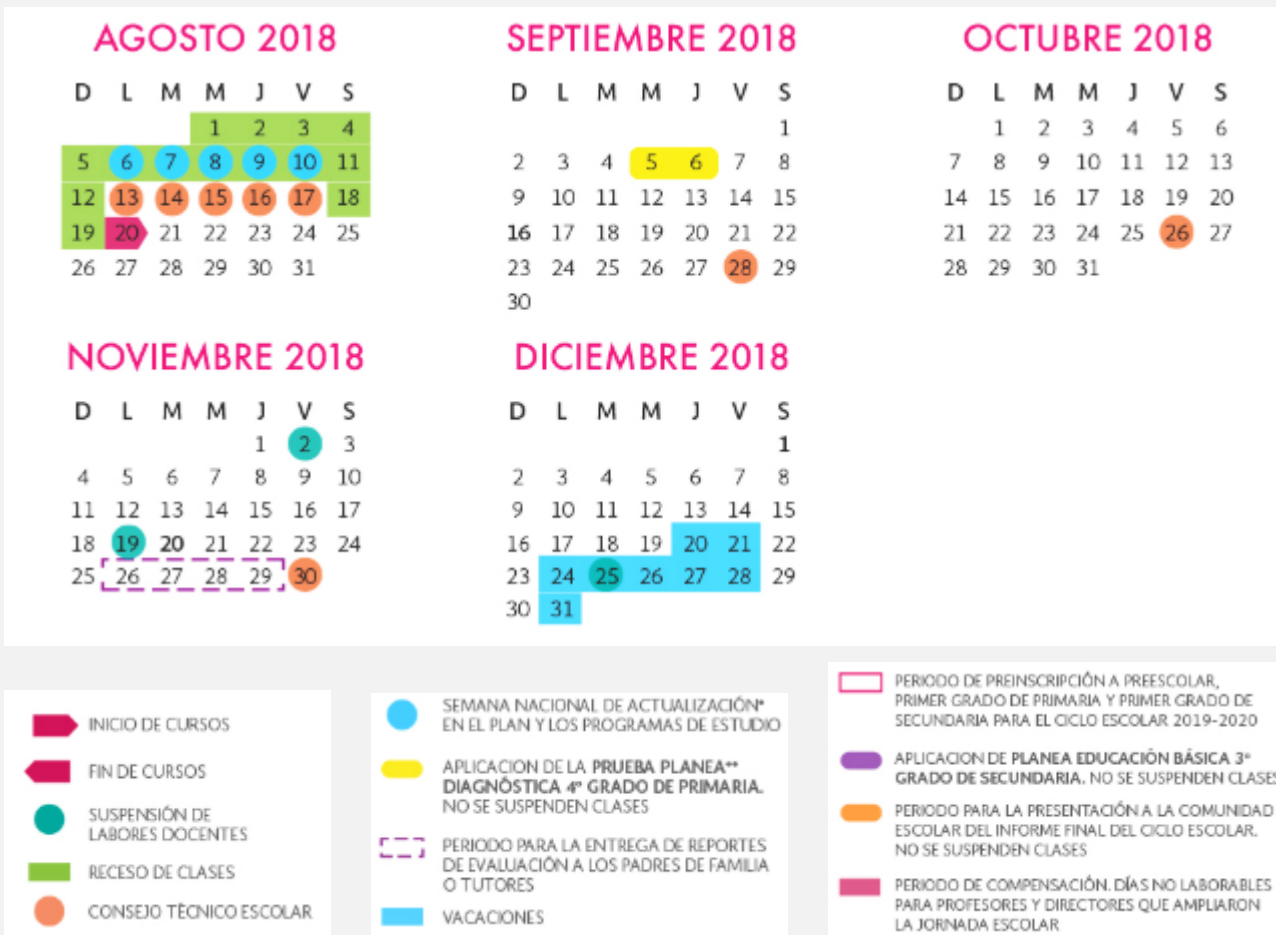 AGOSTO 2018
D L M M J V S
1 2 3 4
5 6 7 8 9 10 11
12 13 14 15 16 17 18
19 20 21 22 23 24 25
26 27 28 29 30 31
SEPTIEMBRE 2018
D L M M J V S
1
2 3 4 5 6 7 8
9 10 11 12 13 14 15
16 17 18 19 20 21 22
23 24 25 26 27 28 29
30
OCTUBRE 2018
D L M M J V S
1 2 3 4 5 6
7 8 9 10 11 12 13
14 15 16 17 18 19 20
21 22 23 24 25 26 27
28 29 30 31
NOVIEMBRE 2018
D L M M J V S
1 2 3
4 5 6 7 8 9 10
11 12 13 14 15 16 17
18 19 20 21 22 23 24
25 26 27 28 29 30
DICIEMBRE 2018
D L M M J V S
1
2 3 4 5 6 7 8
9 10 11 12 13 14 15
16 17 18 19 20 21 22
23 24 25 26 27 28 29
30 31
INICIO DE CURSOS
FIN DE CURSOS
SUSPENSIÓN DE
LABORES DOCENTES
RECESO DE CLASES
CONSEJO TÉCNICO ESCOLAR
SEMANA NACIONAL DE ACTUALIZACIÓN*
EN EL PLAN Y LOS PROGRAMAS DE ESTUDIO
APLICACION DE LA PRUEBA PLANEA**
DIAGNÓSTICA 4º GRADO DE PRIMARIA.
NO SE SUSPENDEN CLASES
PERIODO PARA LA ENTREGA DE REPORTES
DE EVALUACIÓN A LOS PADRES DE FAMILIA
O TUTORES
VACACIONES
PERIODO DE PREINSCRIPCIÓN A PREESCOLAR,
PRIMER GRADO DE PRIMARIA Y PRIMER GRADO DE
SECUNDARIA PARA EL CICLO ESCOLAR 2019-2020
APLICACION DE PLANEA EDUCACIÓN BÁSICA 3º
GRADO DE SECUNDARIA. NO SE SUSPENDEN CLASES
PERIODO PARA LA PRESENTACIÓN A LA COMUNIDAD
ESCOLAR DEL INFORME FINAL DEL CICLO ESCOLAR.
NO SE SUSPENDEN CLASES
PERIODO DE COMPENSACIÓN. DÍAS NO LABORABLES
PARA PROFESORES Y DIRECTORES QUE AMPLIARON
LA JORNADA ESCOLAR